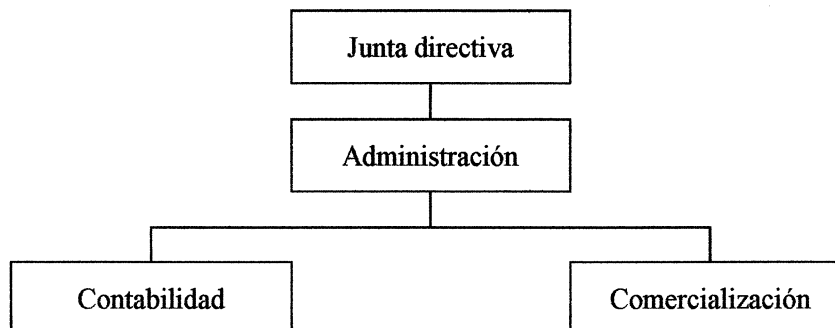 Junta directiva
Administración
Contabilidad
Comercialización